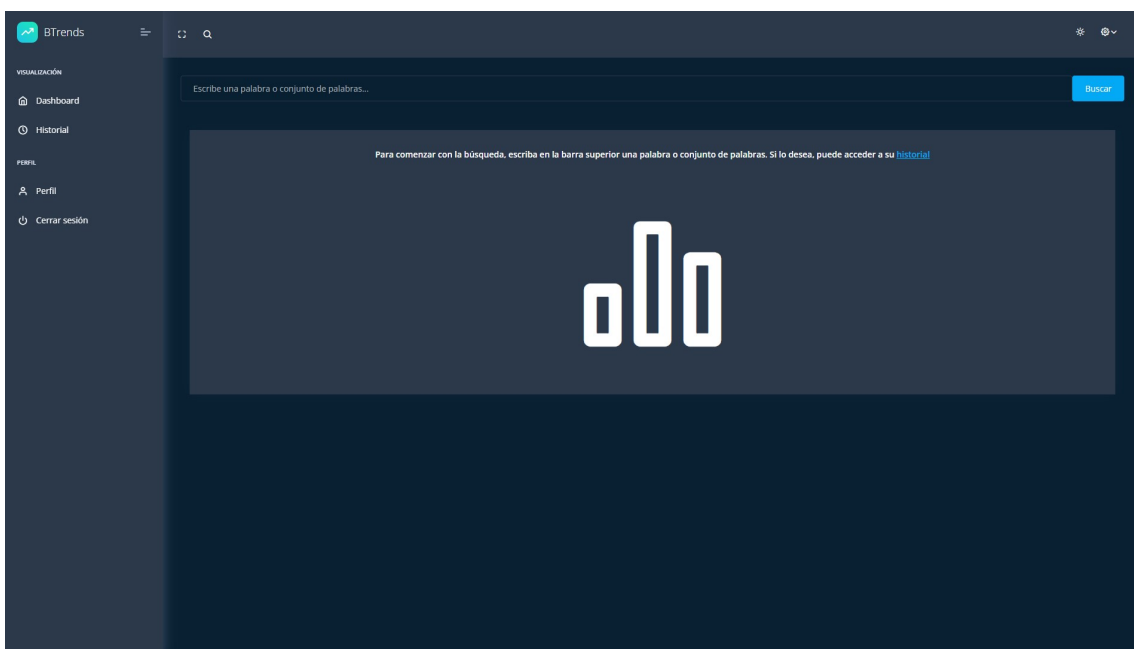 BTrends
VISUALIZACIÓN
Dashboard
Historial
PERFIL
Perfil
Cerrar sesión
Escribe una palabra o conjunto de palabras...
Buscar
Para comenzar con la búsqueda, escriba en la barra superior una palabra o conjunto de palabras. Si lo desea, puede acceder a su historial